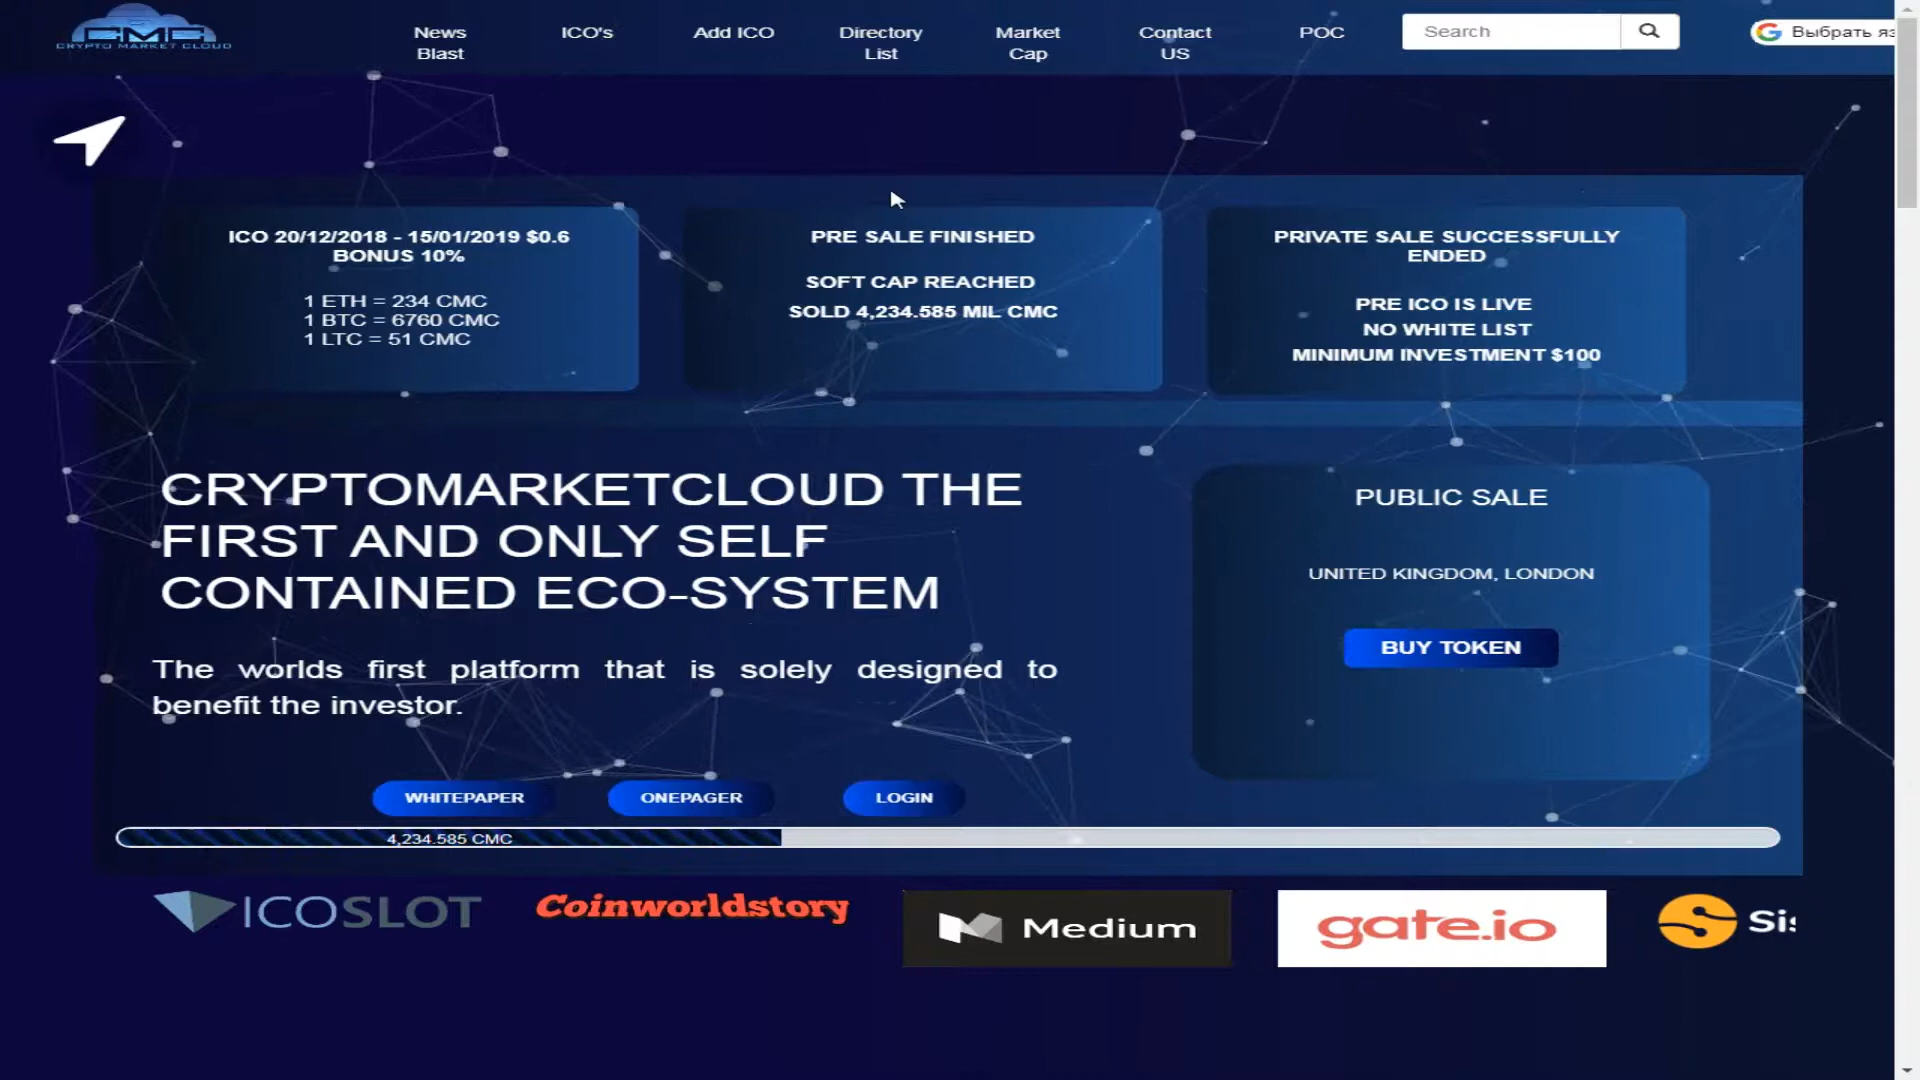 CMC
CRYPTO MARKET CLOUD
News
Blast
ICO's
Add ICO
Directory
List
Market
Cap
Contact
US
POC
Search
Выбрать яз
ICO 20/12/2018 - 15/01/2019 $0.6
BONUS 10%
1 ETH = 234 CMC
1 BTC = 6760 CMC
1 LTC = 51 CMC
PRE SALE FINISHED
SOFT CAP REACHED
SOLD 4,234.585 MIL CMC
PRIVATE SALE SUCCESSFULLY
ENDED
PRE ICO IS LIVE
NO WHITE LIST
MINIMUM INVESTMENT $100
CRYPTOMARKETCLOUD THE
FIRST AND ONLY SELF
CONTAINED ECO-SYSTEM
The worlds first platform that is solely designed to
benefit the investor.
PUBLIC SALE
UNITED KINGDOM, LONDON
BUY TOKEN
WHITEPAPER
ONEPAGER
LOGIN
4,234.585 CMC
ICOSLOT
Coinworldstory
Medium
gate.io